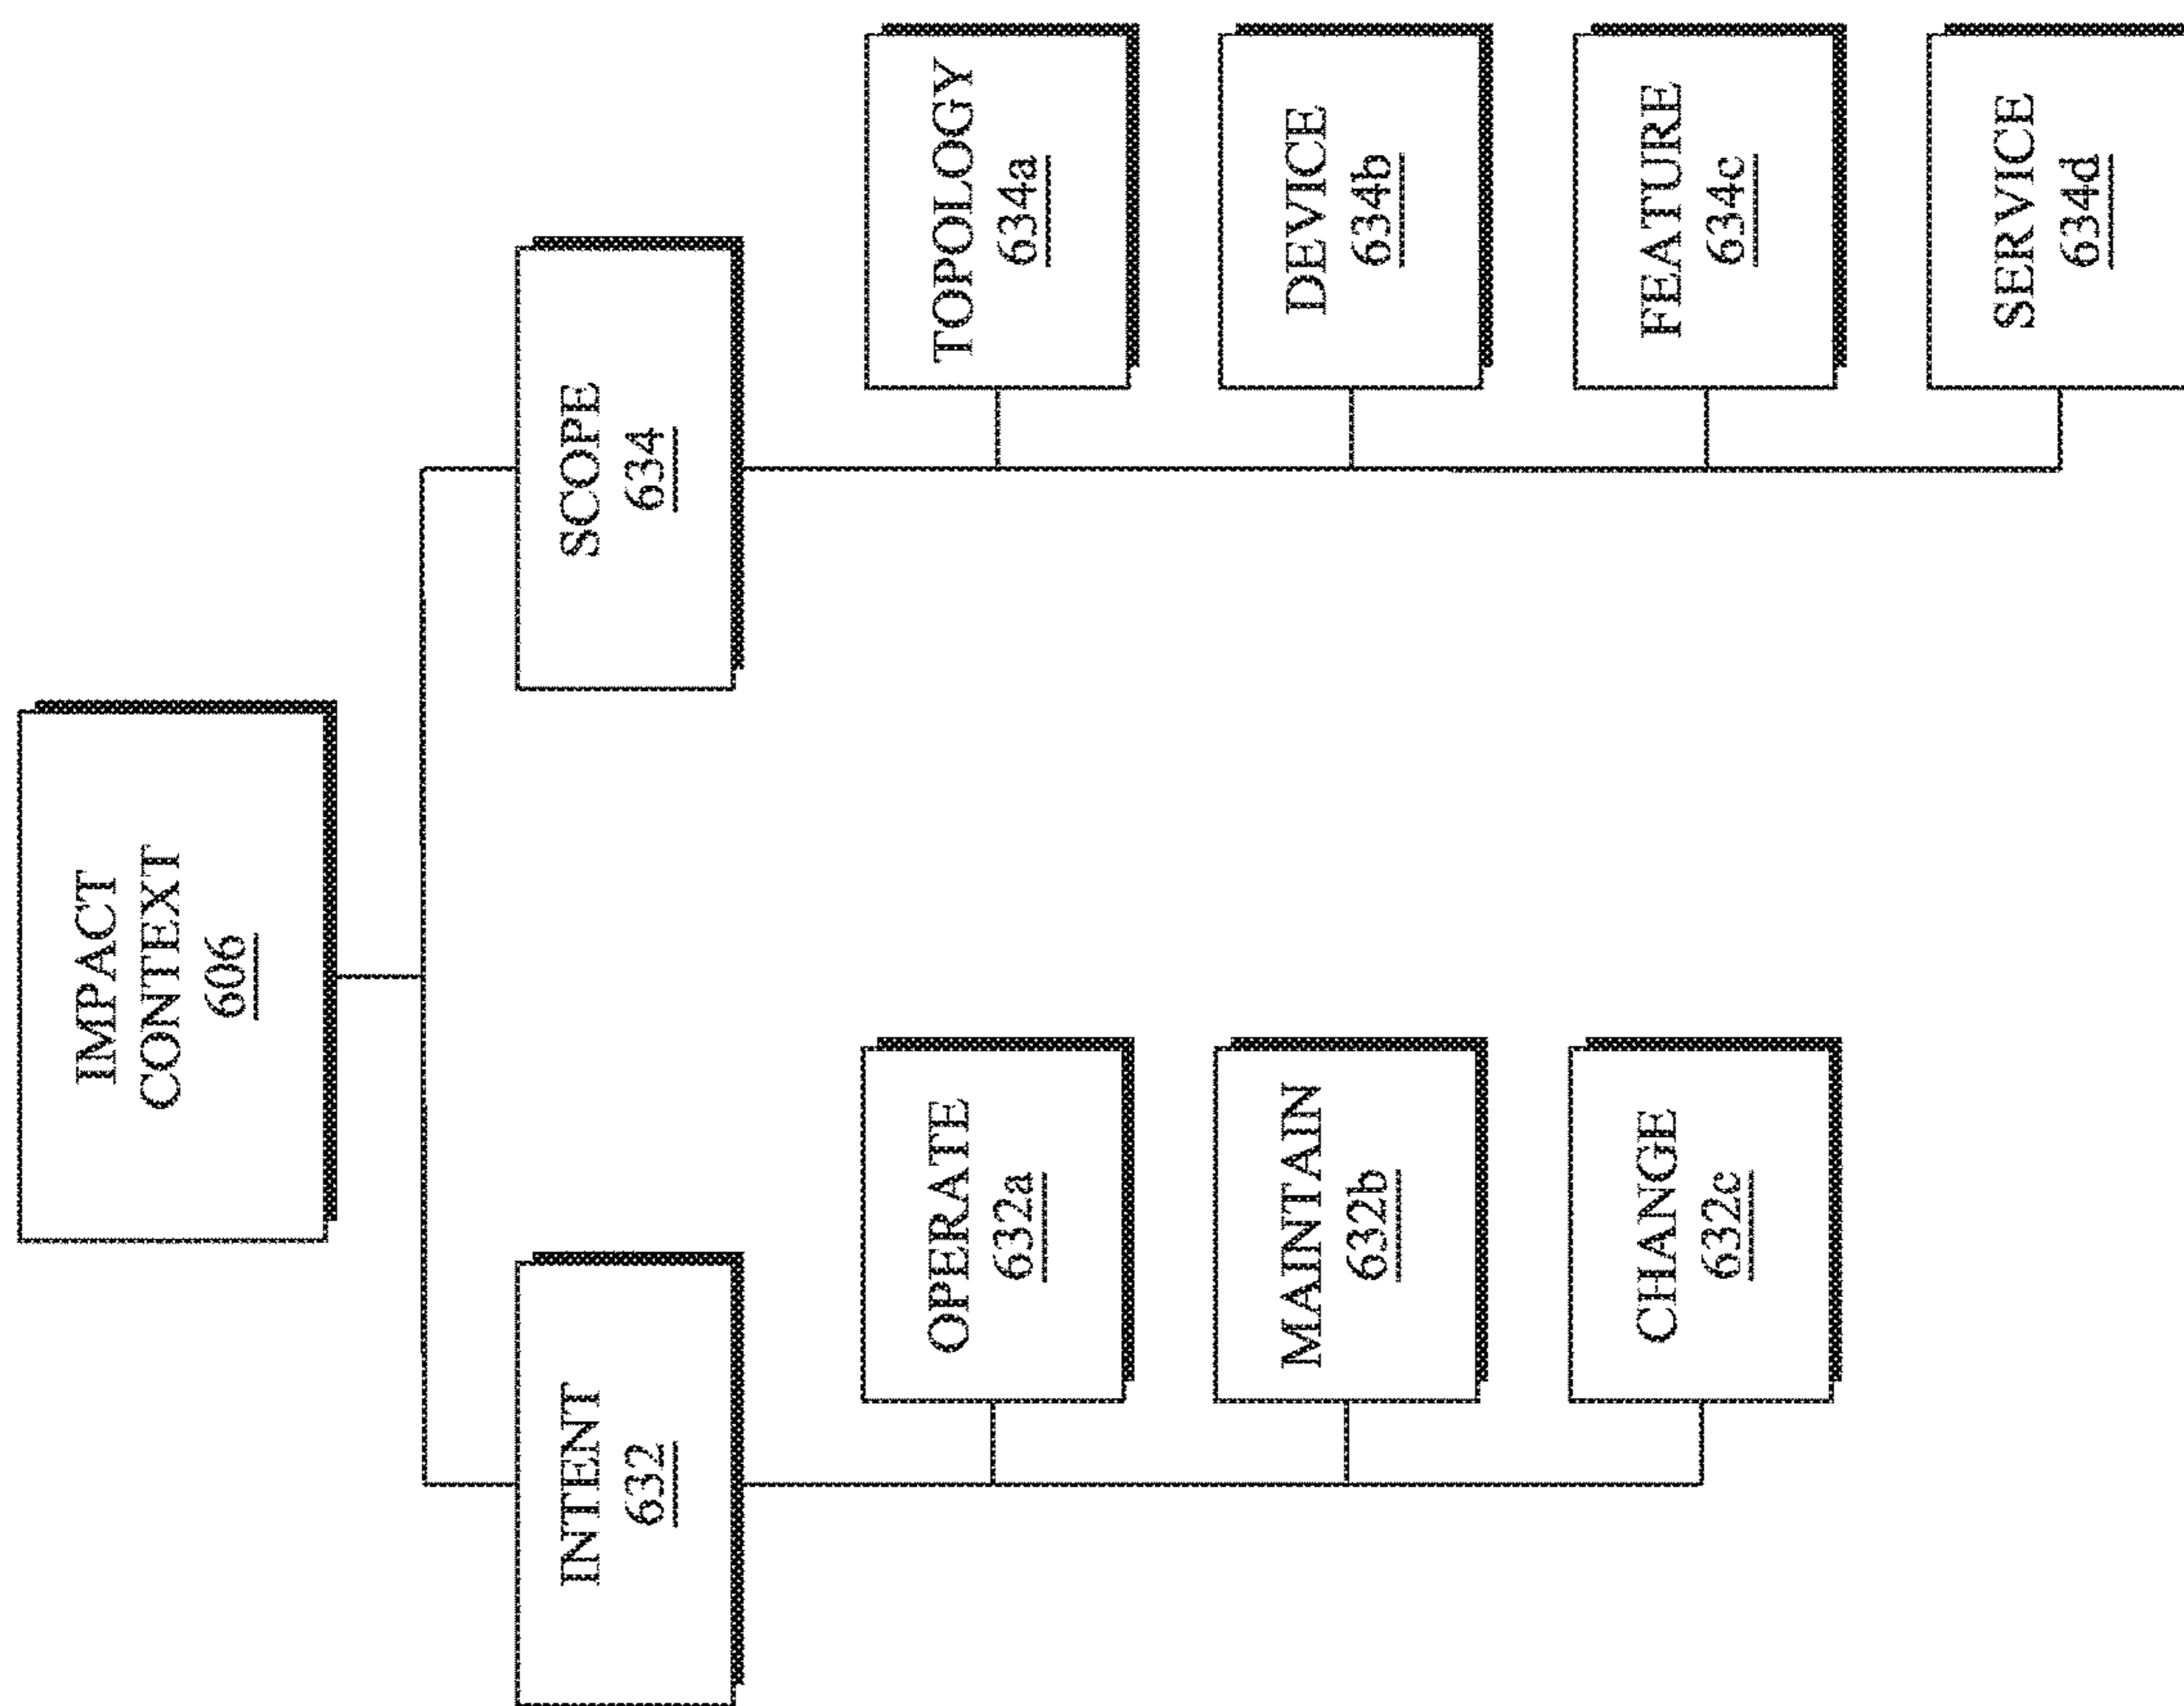 IMPACT
CONTEXT
606
INTENT
632
OPERATE
632a
MAINTAIN
632b
CHANGE
632c
SCOPE
634
TOPOLOGY
634a
DEVICE
634b
FEATURE
634c
SERVICE
634d